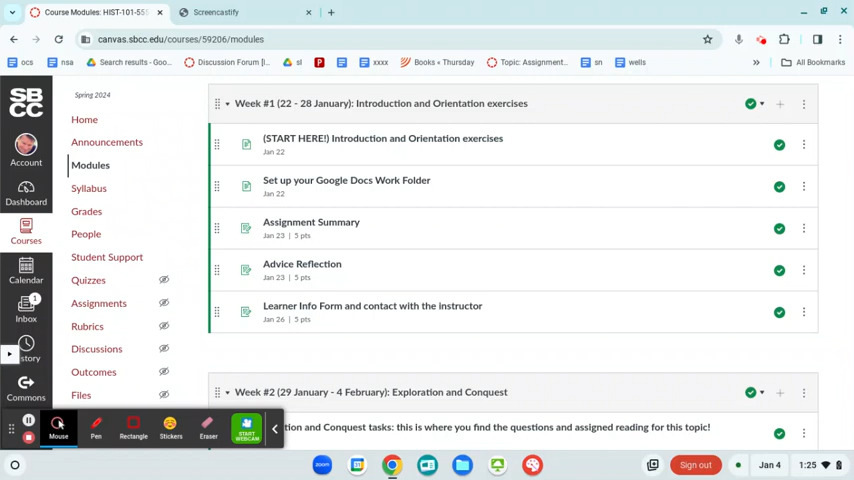 Course Modules: HIST-101-555
Screencastify
canvas.sbcc.edu/courses/59206/modules
ocs
nsa
Search results - Goo...
Discussion Forum [l...
sl
xxxx
Books « Thursday
Topic: Assignment...
sn
wells
»
All Bookmarks
SB
CC
Account
Dashboard
Courses
Calendar
1
Inbox
story
Commons
Spring 2024
Home
Announcements
Modules
Syllabus
Grades
People
Student Support
Quizzes
Assignments
Rubrics
Discussions
Outcomes
Files
Week #1 (22 - 28 January): Introduction and Orientation exercises
(START HERE!) Introduction and Orientation exercises
Jan 22
Set up your Google Docs Work Folder
Jan 22
Assignment Summary
Jan 23 | 5 pts
Advice Reflection
Jan 23 | 5 pts
Learner Info Form and contact with the instructor
Jan 26 | 5 pts
Week #2 (29 January - 4 February): Exploration and Conquest
tion and Conquest tasks: this is where you find the questions and assigned reading for this topic!
Mouse
Pen
Rectangle
Stickers
Eraser
START
WEBCAM
zoom
31
Sign out
Jan 4
1:25